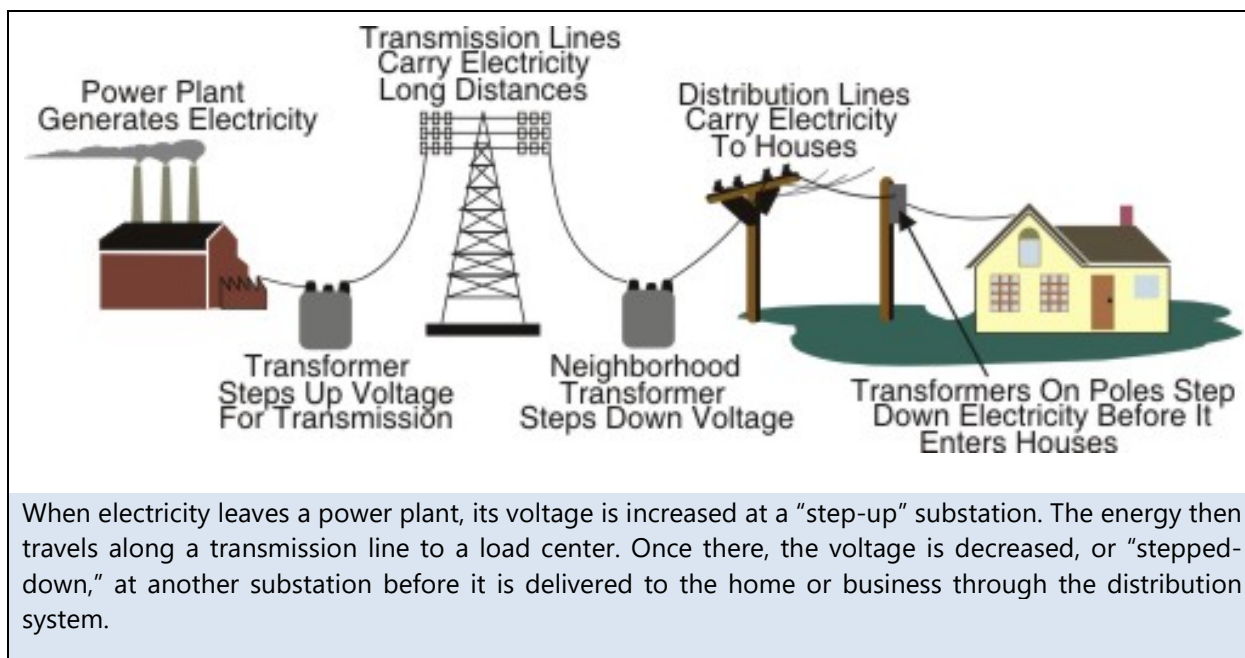 Power Plant
Generates Electricity
Transmission Lines
Carry Electricity
Long Distances
Distribution Lines
Carry Electricity
To Houses
Transformer
Steps Up Voltage
For Transmission
Neighborhood
Transformer
Steps Down Voltage
Transformers On Poles Step
Down Electricity Before It
Enters Houses
When electricity leaves a power plant, its voltage is increased at a “step-up” substation. The energy then
travels along a transmission line to a load center. Once there, the voltage is decreased, or “stepped-
down,” at another substation before it is delivered to the home or business through the distribution
system.